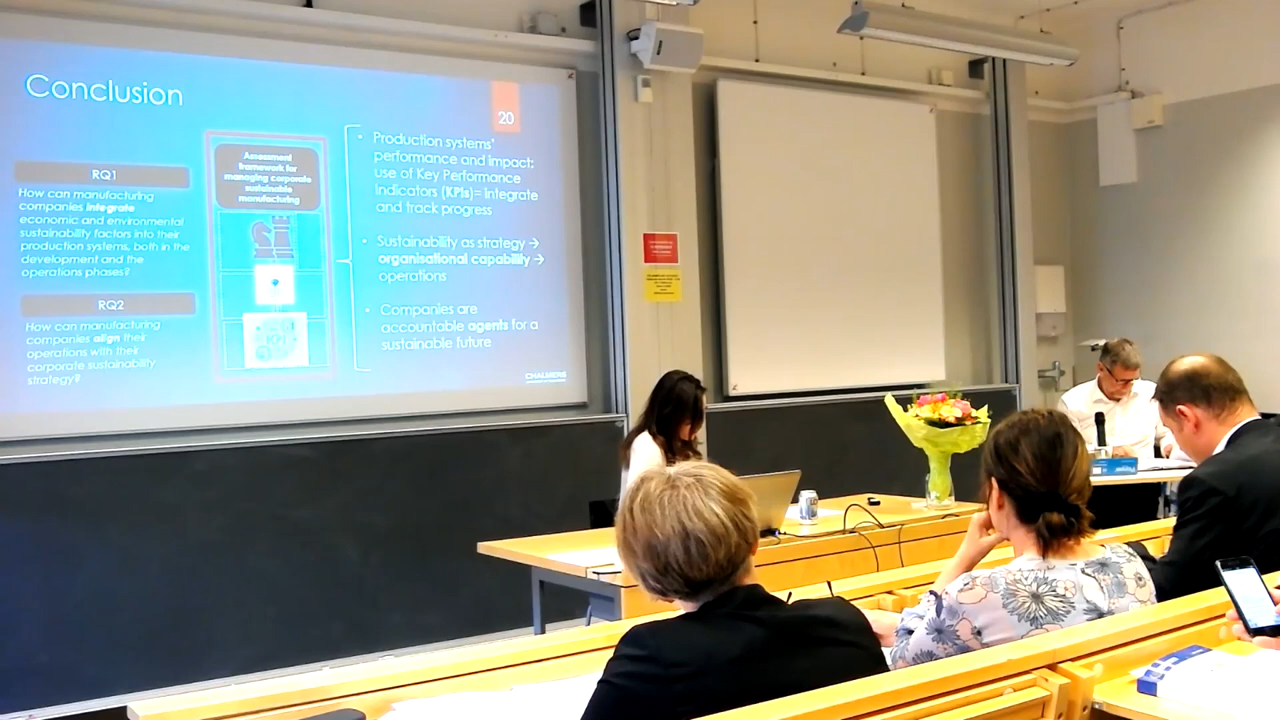 Conclusion
20
RQ1
How can manufacturing
companies integrate
economic and environmental
sustainability factors into their
production systems, both in the
development and the
operations phases?
RQ2
How can manufacturing
companies align their
operations with their
corporate sustainability
strategy?
Assessment
framework for
managing corporate
sustainable
manufacturing
• Production systems'
performance and impact:
use of Key Performance
Indicators (KPIs)= integrate
and track progress
• Sustainability as strategy →
organisational capability →
operations
• Companies are
accountable agents for a
sustainable future
CHALMERS